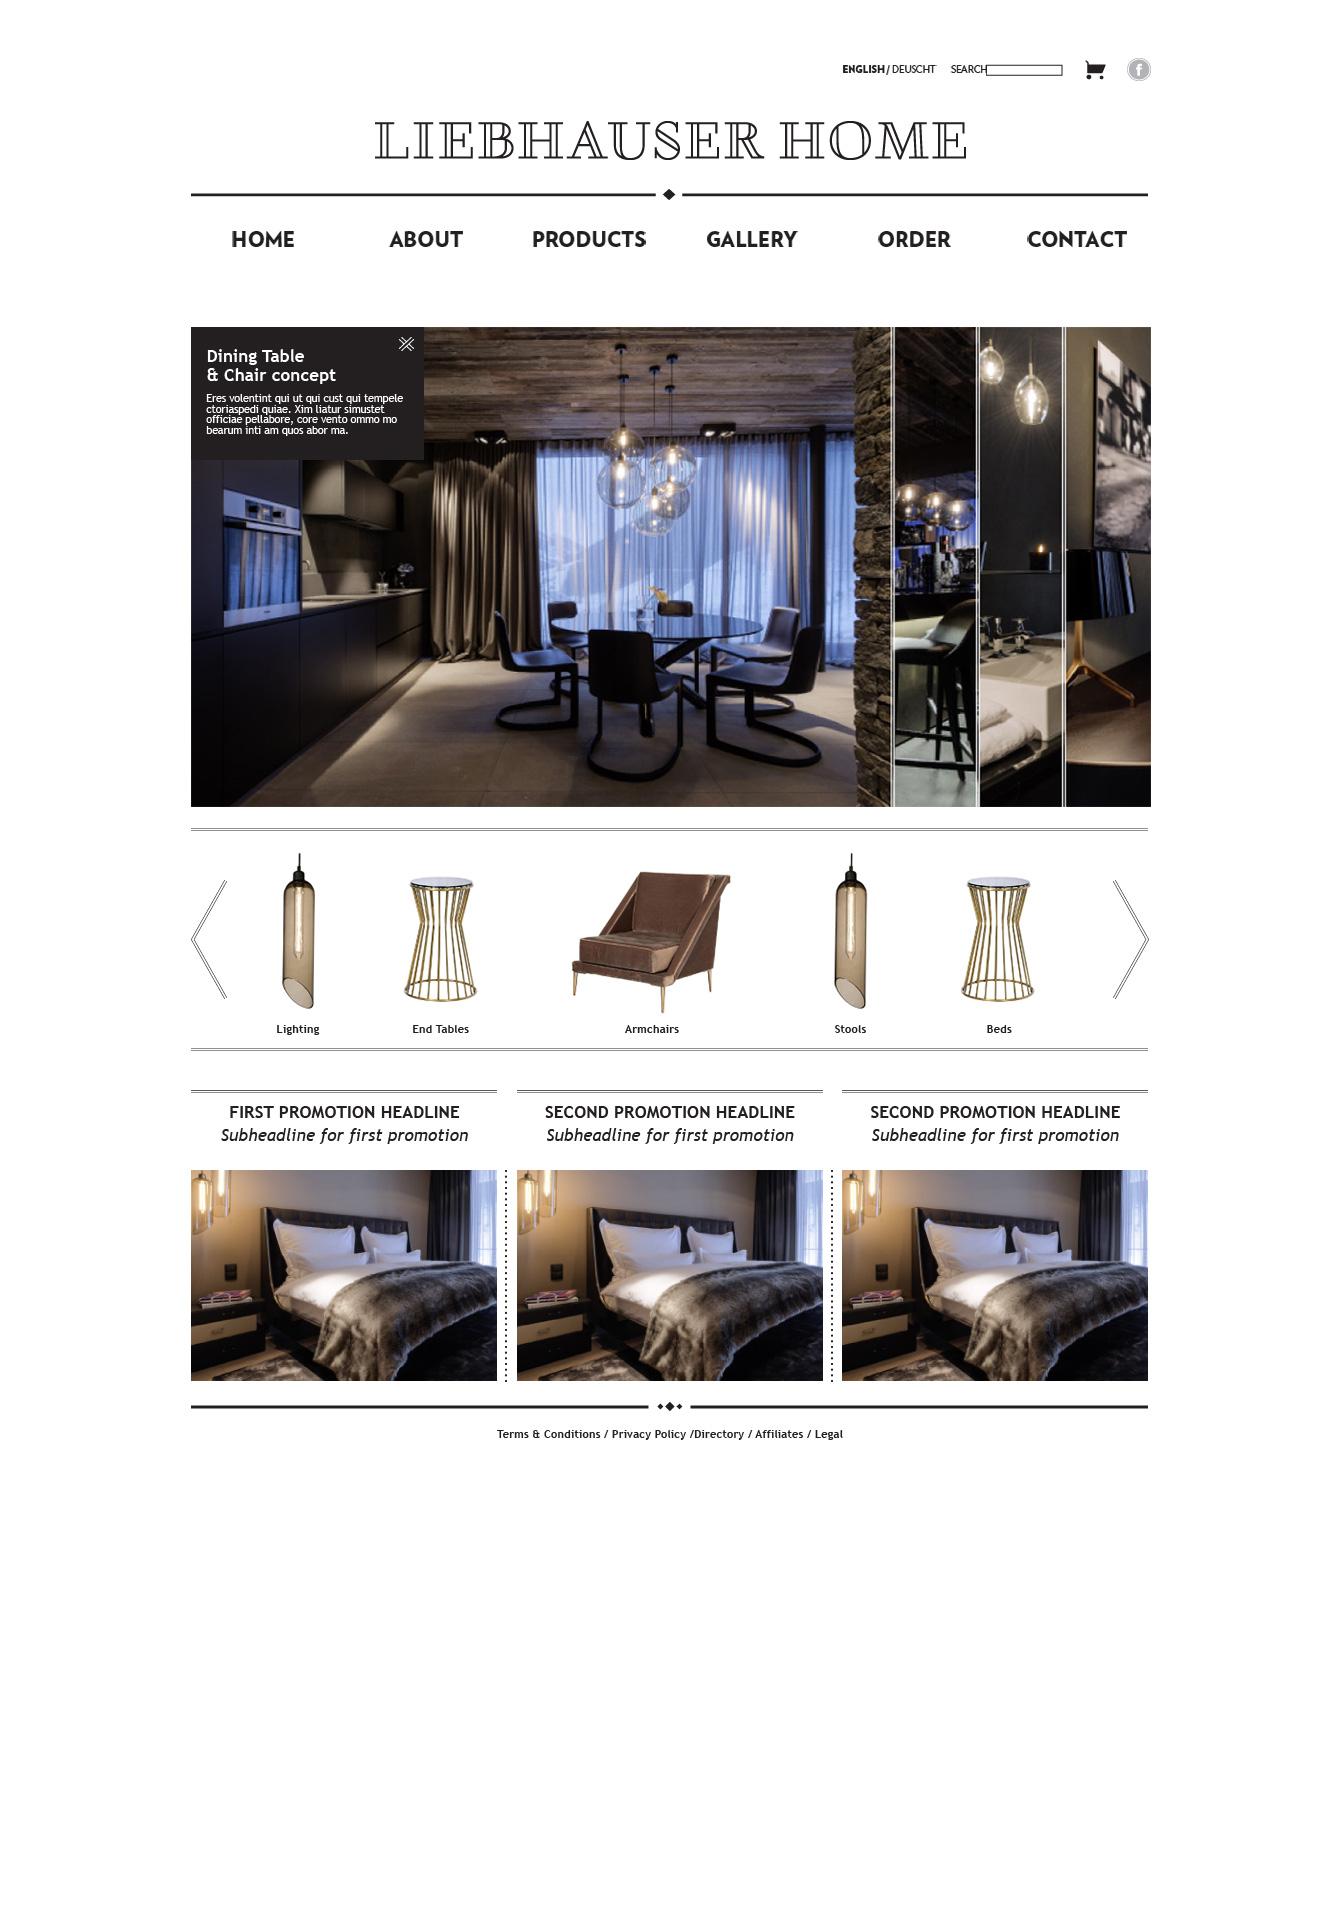 ENGLISH / DEUSCHT SEARCH
LIEBHAUSER HOME
HOME ABOUT PRODUCTS GALLERY ORDER CONTACT
Dining Table
& Chair concept
Eres volentint qui ut qui cust qui tempele
ctoriaspedi quiae. Xim liatur simustet
officiae pellabore, core vento ommo mo
bearum inti am quos abor ma.
Lighting End Tables Armchairs Stools Beds
FIRST PROMOTION HEADLINE SECOND PROMOTION HEADLINE SECOND PROMOTION HEADLINE
Subheadline for first promotion Subheadline for first promotion Subheadline for first promotion
Terms & Conditions / Privacy Policy /Directory / Affiliates / Legal